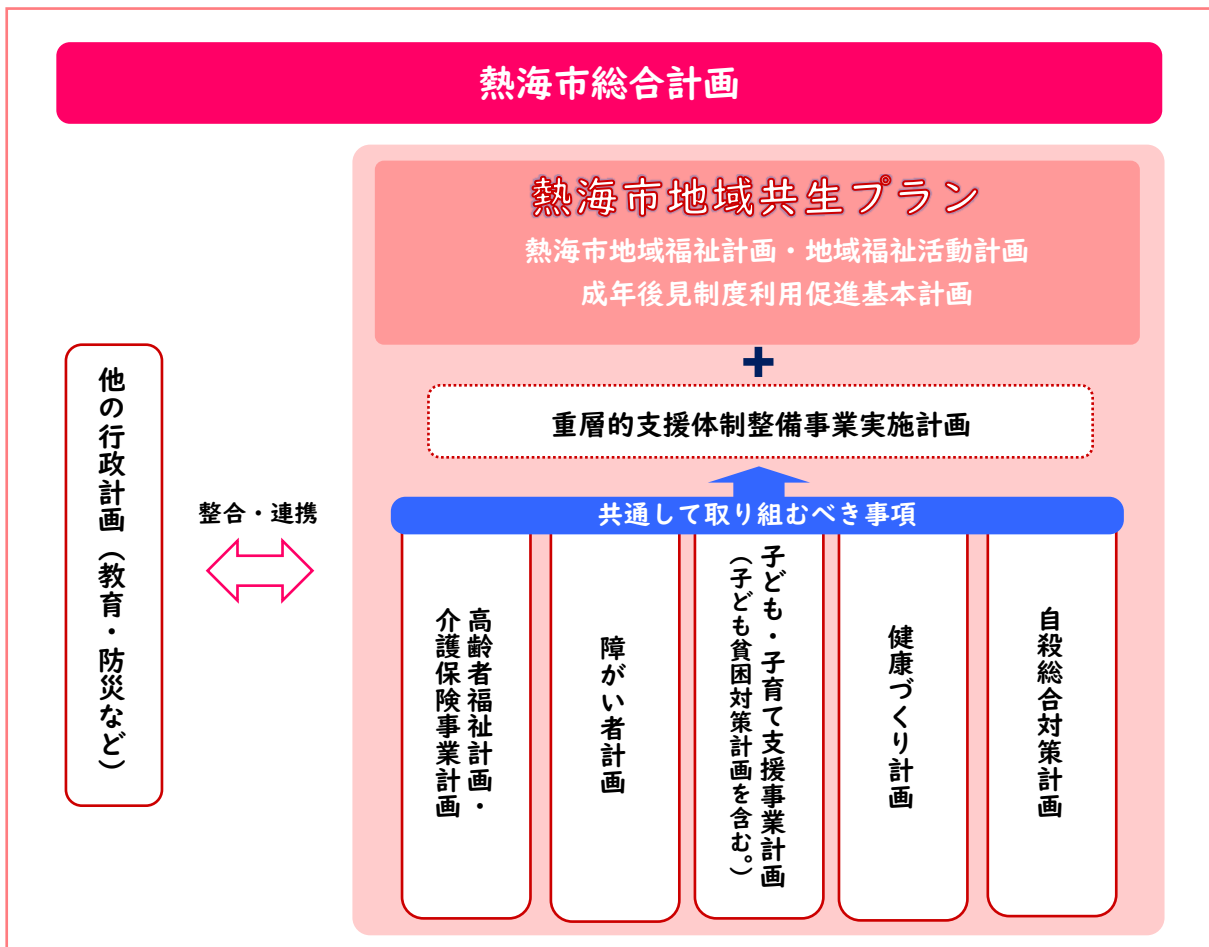 熱海市総合計画
熱海市地域共生プラン
熱海市地域福祉計画・地域福祉活動計画
成年後見制度利用促進基本計画
+
重層的支援体制整備事業実施計画
共通して取り組むべき事項
他の行政計画（教育・防災など）
整合・連携
高齢者福祉計画・
介護保険事業計画
障がい者計画
子ども・子育て支援事業計画
（子ども貧困対策計画を含む。）
健康づくり計画
自殺総合対策計画